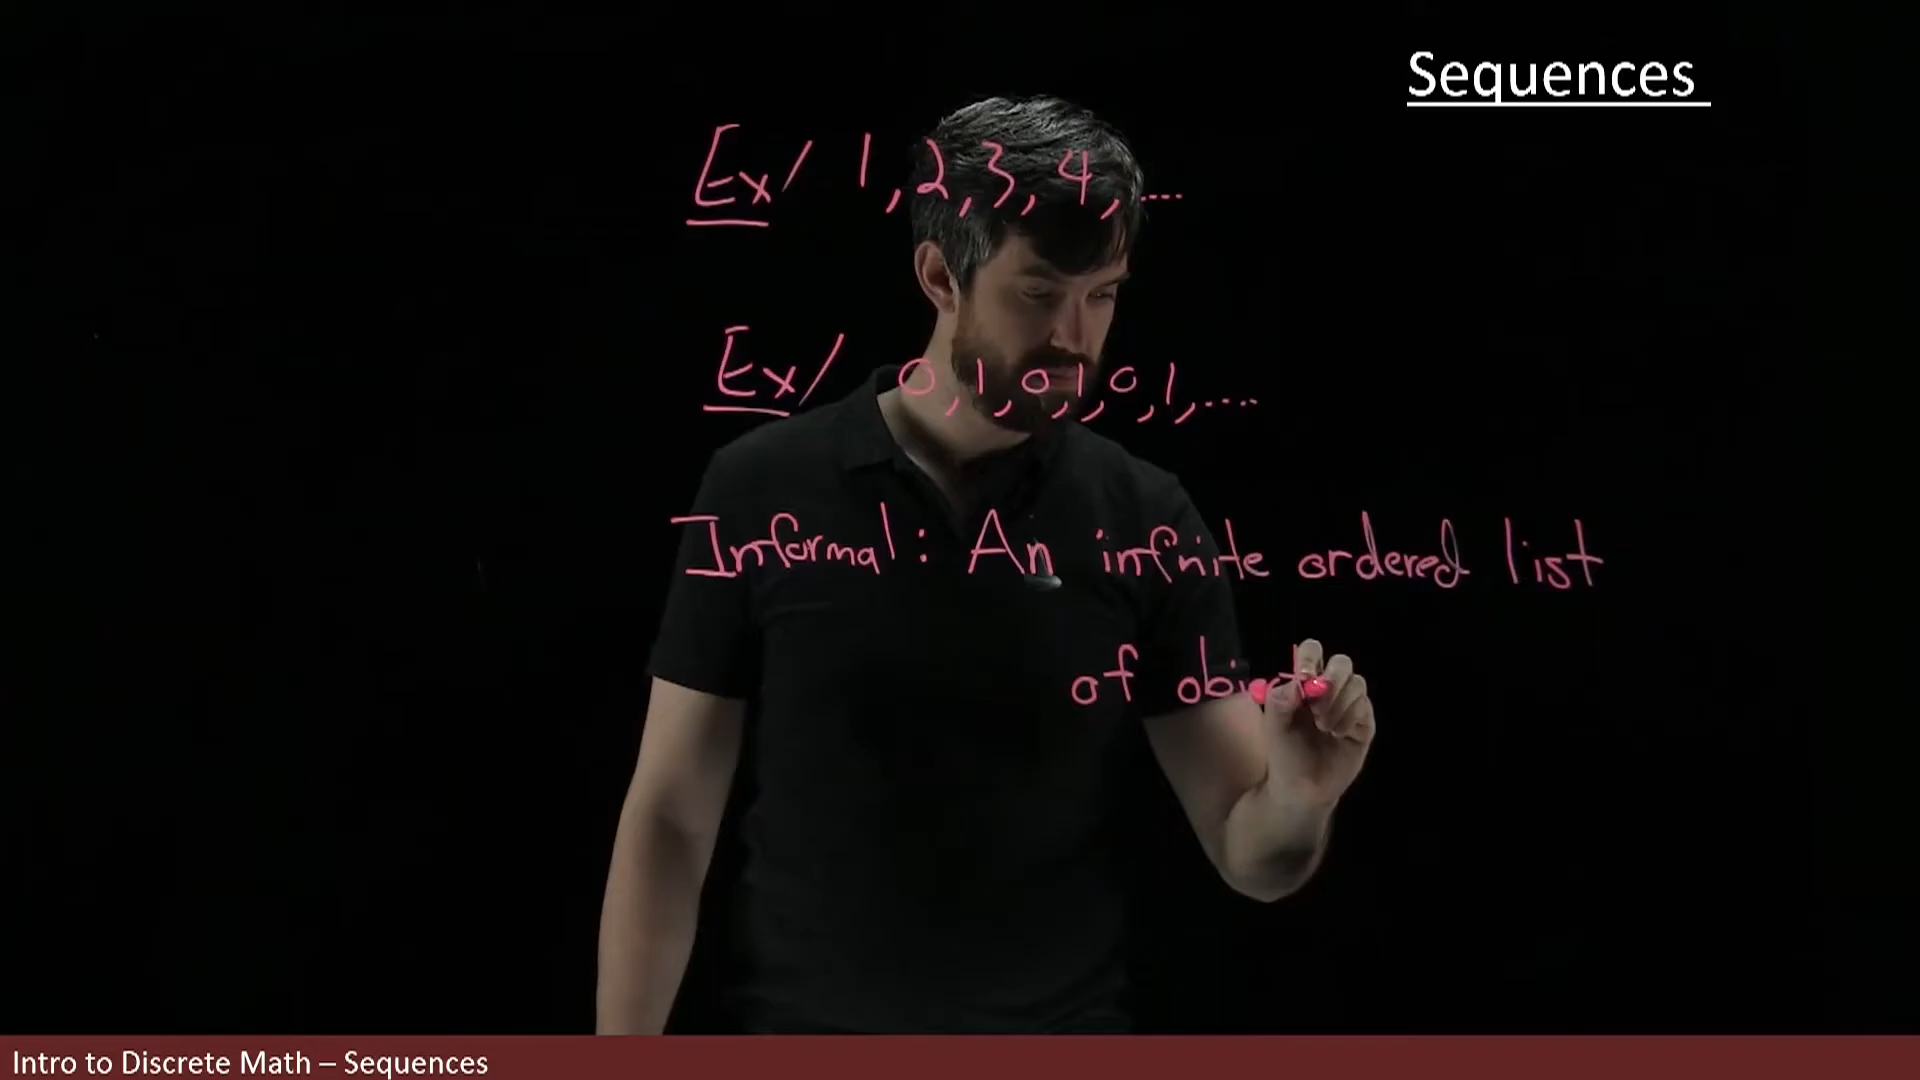 Sequences
Ex/ 1, 2, 3, 4, ....
Ex/ 0, 1, 0, 1, 0, 1, ....
Informal: An infinite ordered list
of object
Intro to Discrete Math – Sequences